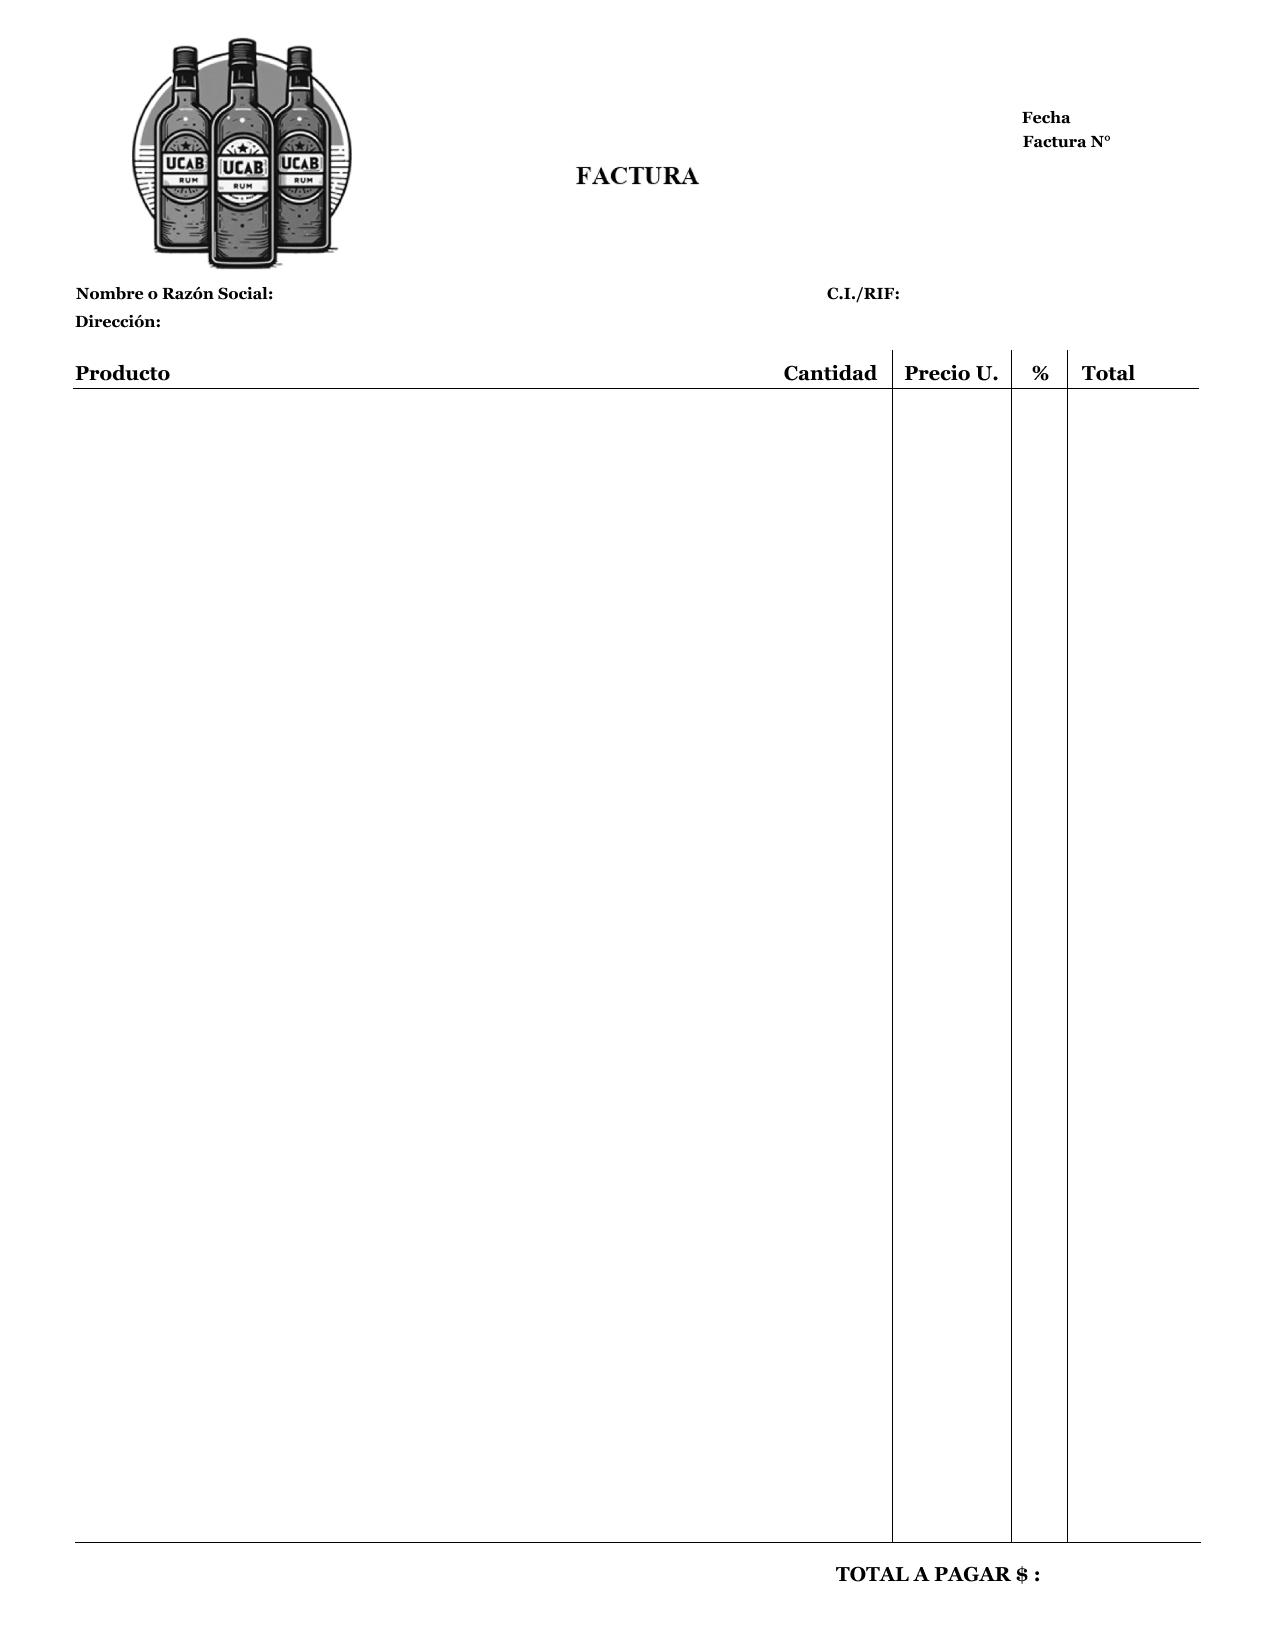 UCAB UCAB UCAB
RUM RUM RUM
Fecha
Factura N°
FACTURA
Nombre o Razón Social: C.I./RIF:
Dirección:
Producto Cantidad Precio U. % Total
TOTAL A PAGAR $ :